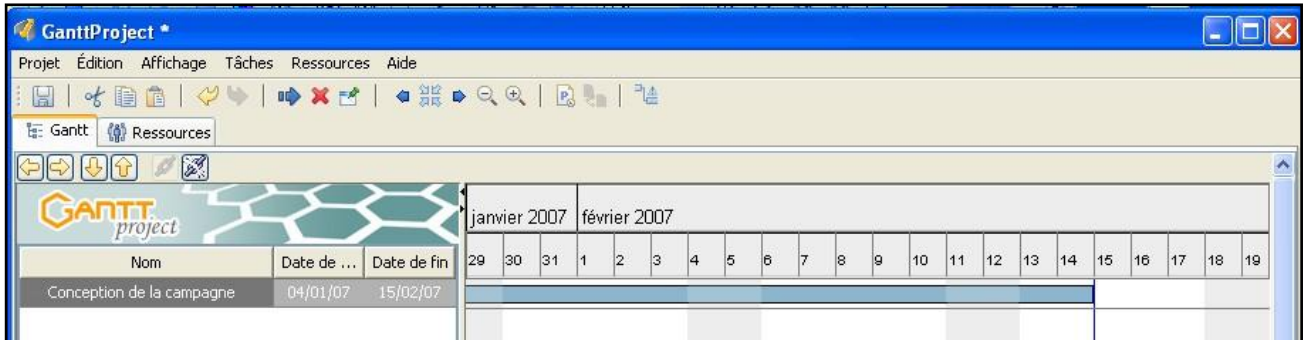 GanttProject *
Projet Édition Affichage Tâches Ressources Aide
Gantt Ressources
GANTT project
janvier 2007 février 2007
Nom Date de ... Date de fin 29 30 31 1 2 3 4 5 6 7 8 9 10 11 12 13 14 15 16 17 18 19
Conception de la campagne 04/01/07 15/02/07